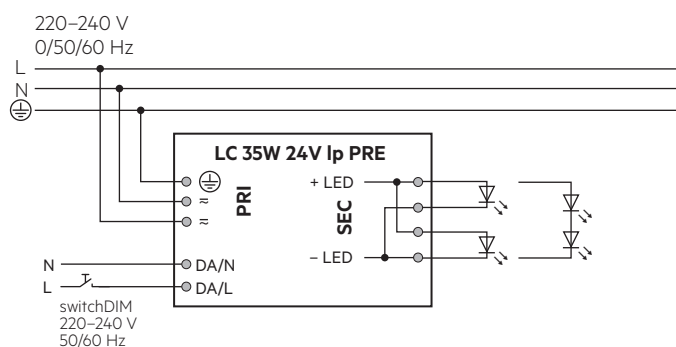 220–240 V
0/50/60 Hz
L
N
LC 35W 24V lp PRE
PRI
≂
≂
+ LED
SEC
– LED
N
DA/N
L
DA/L
switchDIM
220–240 V
50/60 Hz